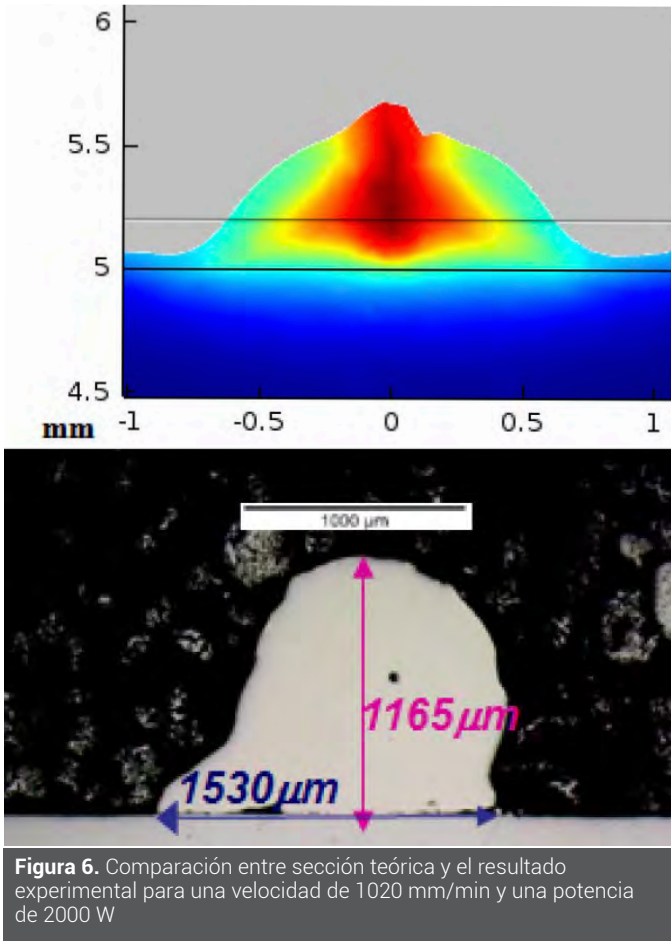 6
5.5
5
4.5
mm -1 -0.5 0 0.5 1
1000 µm
1165µm
1530µm
Figura 6. Comparación entre sección teórica y el resultado
experimental para una velocidad de 1020 mm/min y una potencia
de 2000 W